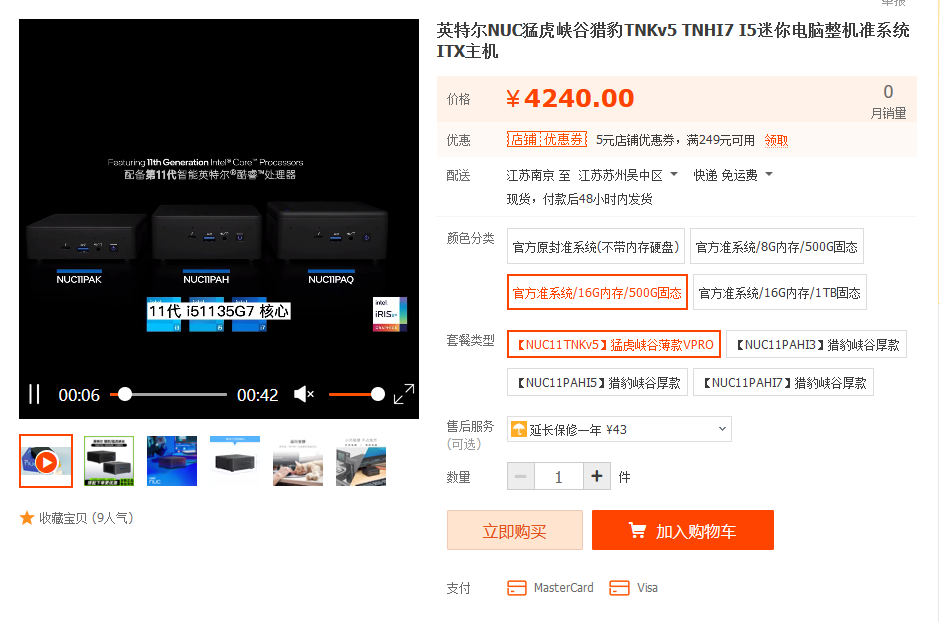 英特尔NUC猛虎峡谷猎豹TNKv5 TNHI7 I5迷你电脑整机准系统
ITX主机
价格
¥4240.00
0
月销量
优惠
店铺优惠券 5元店铺优惠券，满249元可用 领取
配送
江苏南京 至 江苏苏州吴中区 快递 免运费
现货，付款后48小时内发货
颜色分类
官方原封准系统(不带内存硬盘)
官方准系统/8G内存/500G固态
官方准系统/16G内存/500G固态
官方准系统/16G内存/1TB固态
套餐类型
【NUC11TNKv5】猛虎峡谷薄款VPRO
【NUC11PAHI3】猎豹峡谷厚款
【NUC11PAHI5】猎豹峡谷厚款
【NUC11PAHI7】猎豹峡谷厚款
售后服务
(可选)
延长保修一年 ¥43
数量
− 1 + 件
立即购买
加入购物车
支付
MasterCard
Visa
Featuring 11th Generation Intel® Core™ Processors
配备第11代智能英特尔®酷睿™处理器
NUC11PAK
NUC11PAH
NUC11PAQ
11代 i51135G7 核心
i3
i5
i7
intel.
iRISxe
00:06
00:42
收藏宝贝 (9人气)